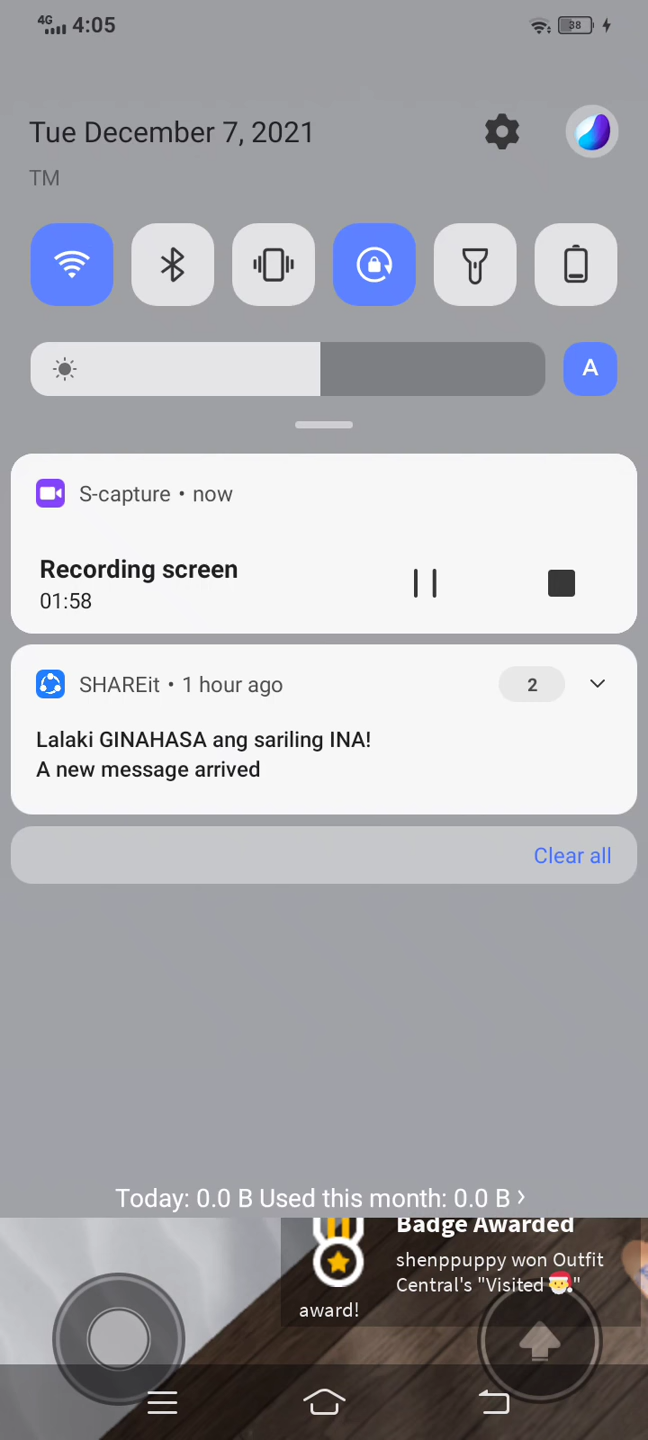 4G 4:05 38
Tue December 7, 2021
TM
A
S-capture • now
Recording screen
01:58
SHAREit • 1 hour ago 2
Lalaki GINAHASA ang sariling INA!
A new message arrived
Clear all
Today: 0.0 B Used this month: 0.0 B
Badge Awarded
shenppuppy won Outfit
Central's "Visited 🎅"
award!